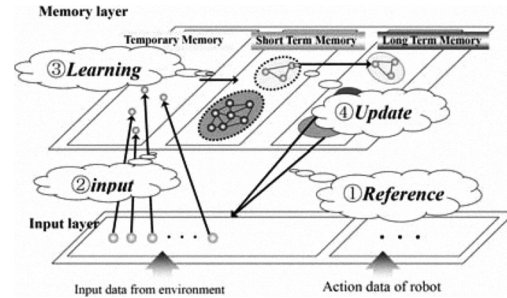 Memory layer
Temporary Memory
Short Term Memory
Long Term Memory
③Learning
④Update
②input
①Reference
Input layer
Input data from environment
Action data of robot